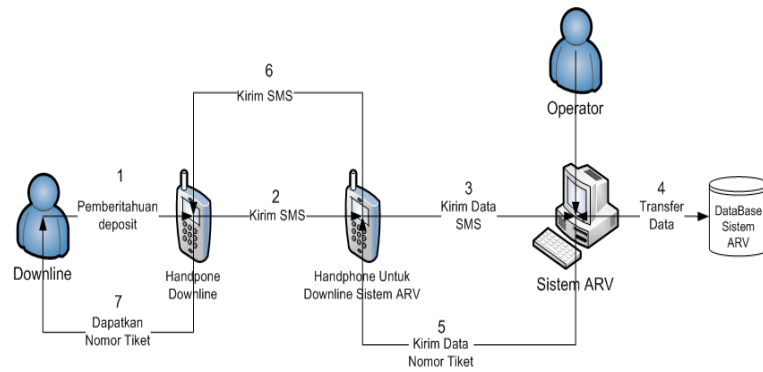 6
Kirim SMS
Operator
1
Pemberitahuan
deposit
2
Kirim SMS
3
Kirim Data
SMS
4
Transfer
Data
DataBase
Sistem
ARV
Downline
Handpone
Downline
Handphone Untuk
Downline Sistem ARV
Sistem ARV
7
Dapatkan
Nomor Tiket
5
Kirim Data
Nomor Tiket